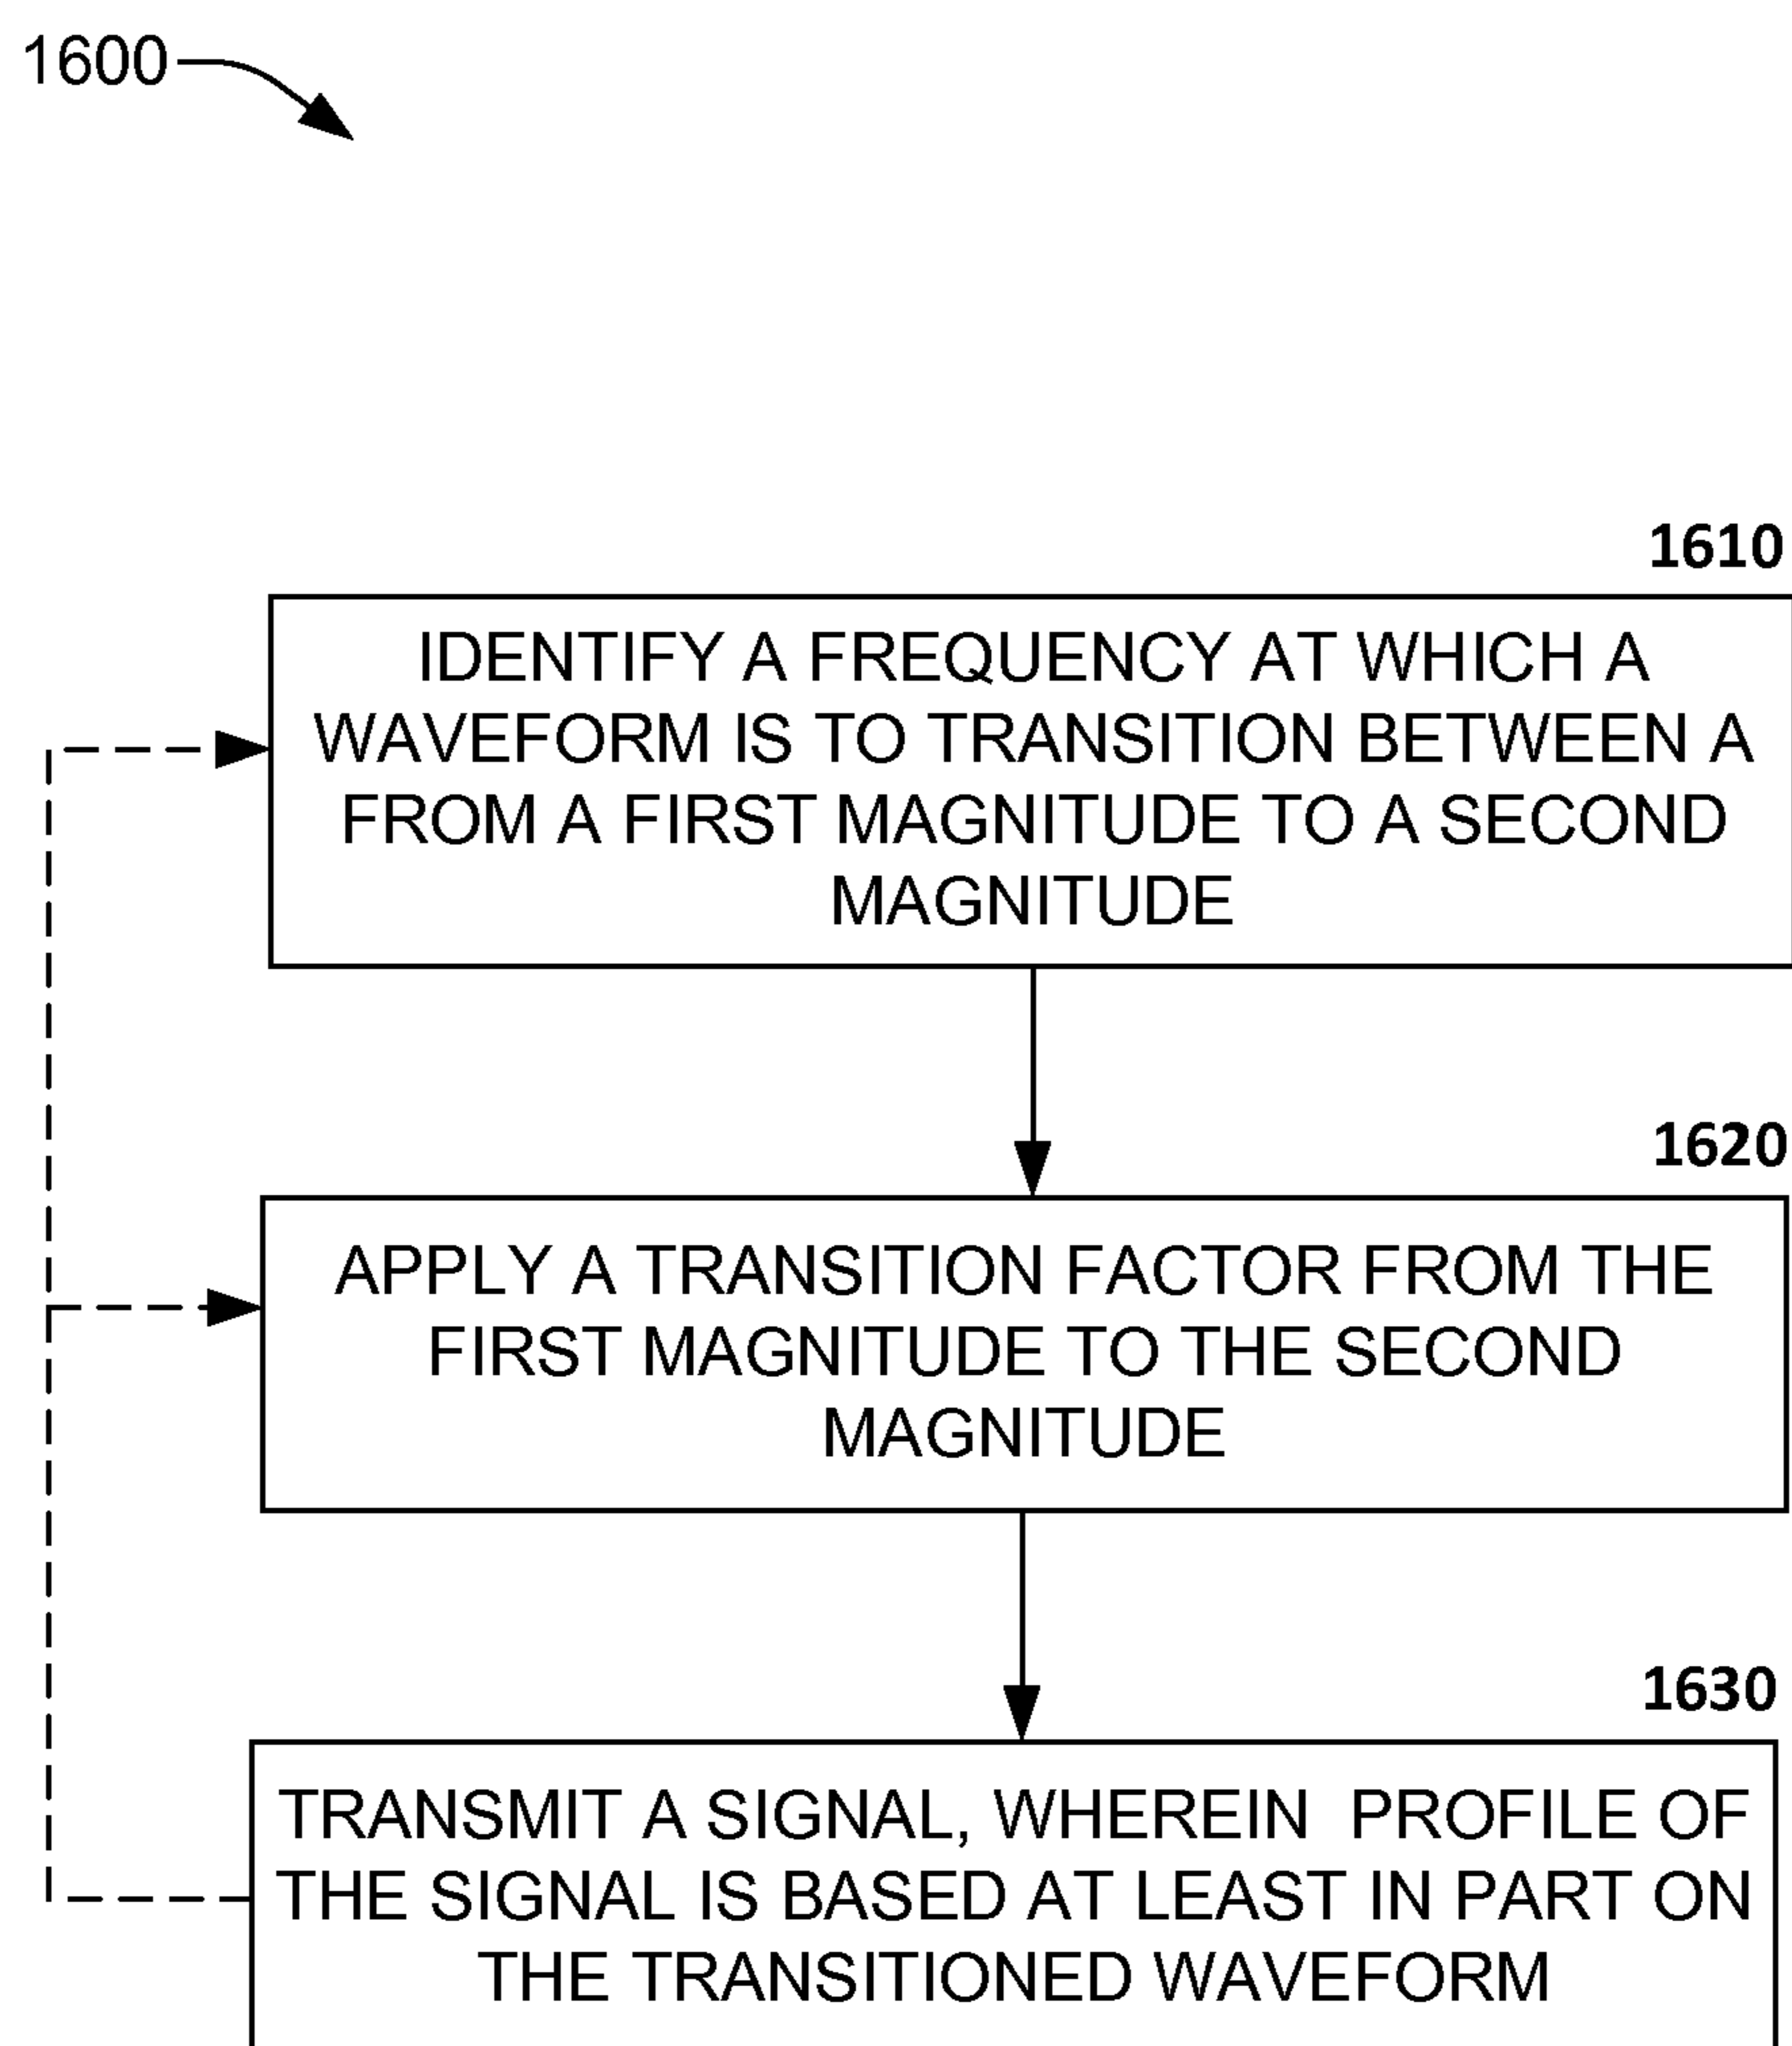 1600
1610
IDENTIFY A FREQUENCY AT WHICH A
WAVEFORM IS TO TRANSITION BETWEEN A
FROM A FIRST MAGNITUDE TO A SECOND
MAGNITUDE
1620
APPLY A TRANSITION FACTOR FROM THE
FIRST MAGNITUDE TO THE SECOND
MAGNITUDE
1630
TRANSMIT A SIGNAL, WHEREIN PROFILE OF
THE SIGNAL IS BASED AT LEAST IN PART ON
THE TRANSITIONED WAVEFORM